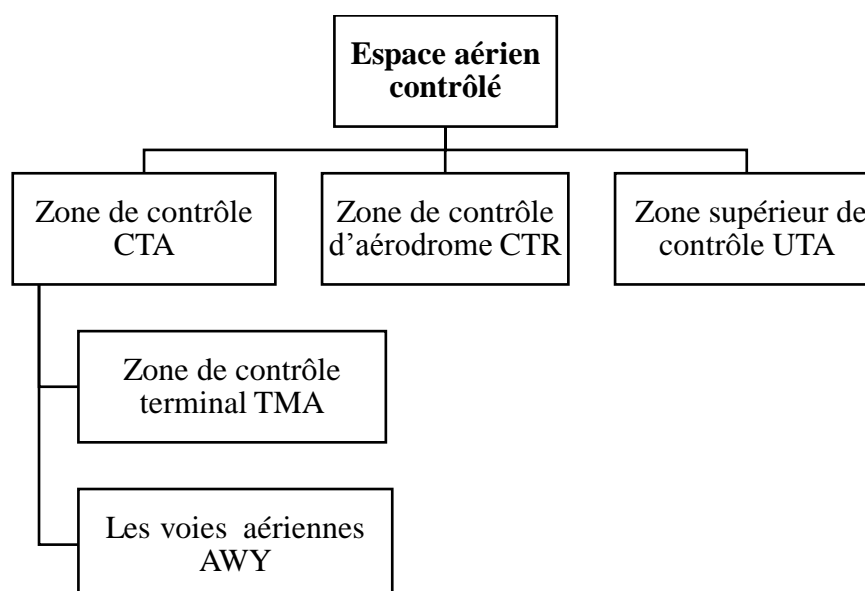 Espace aérien
contrôlé
Zone de contrôle
CTA
Zone de contrôle
d’aérodrome CTR
Zone supérieur de
contrôle UTA
Zone de contrôle
terminal TMA
Les voies aériennes
AWY